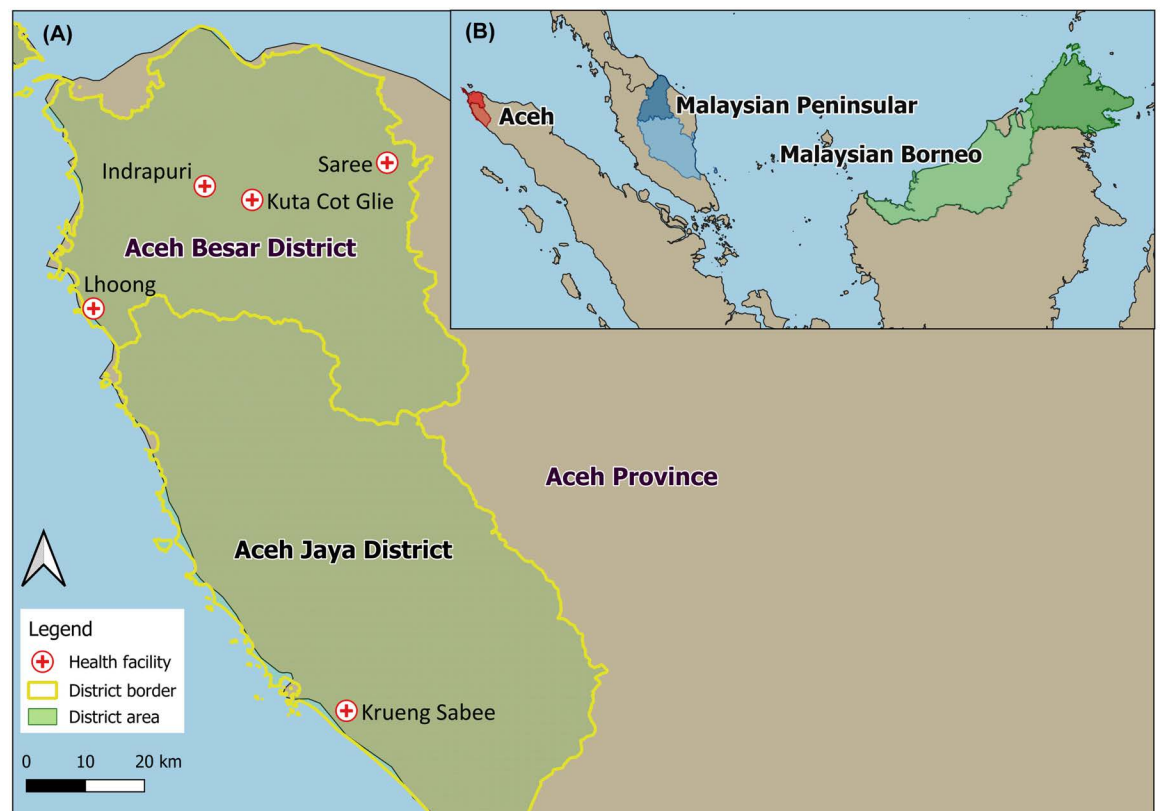 (A)
Indrapuri
Saree
Kuta Cot Glie
Aceh Besar District
Lhoong
Aceh Province
Aceh Jaya District
Krueng Sabee
Legend
Health facility
District border
District area
0 10 20 km
(B)
Aceh
Malaysian Peninsular
Malaysian Borneo